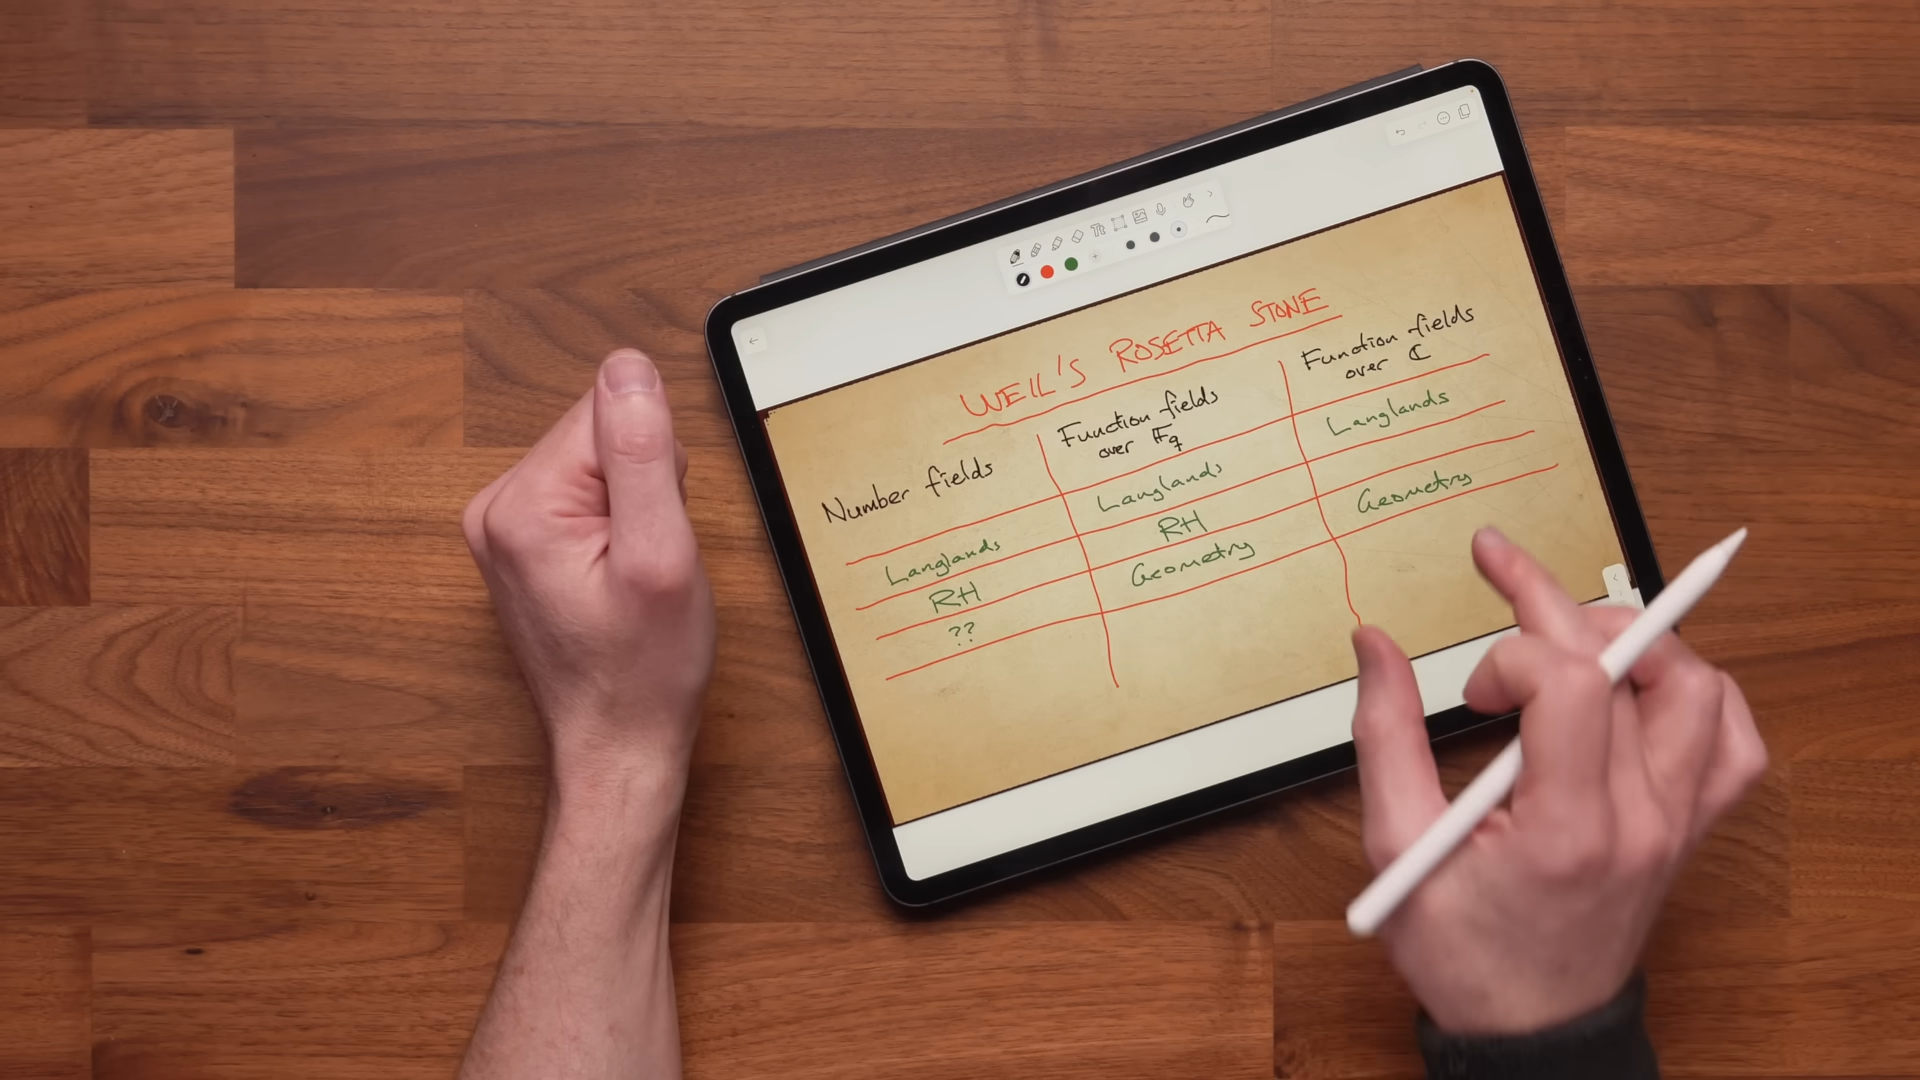 WEIL'S ROSETTA STONE
Number fields
Function fields
over 𝔽q
Function fields
over ℂ
Langlands
Langlands
Langlands
RH
RH
??
Geometry
Geometry